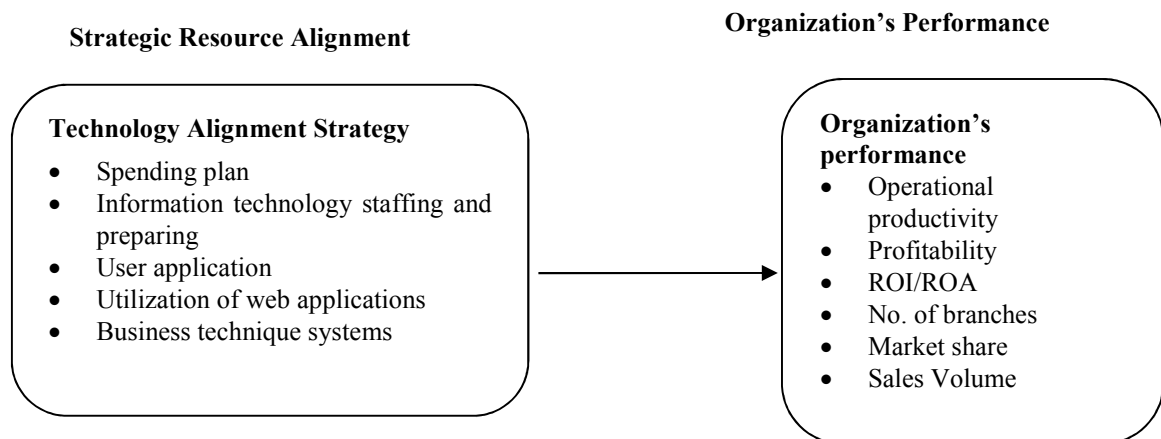 Strategic Resource Alignment
Organization’s Performance
Technology Alignment Strategy
• Spending plan
• Information technology staffing and
preparing
• User application
• Utilization of web applications
• Business technique systems
Organization’s
performance
• Operational
productivity
• Profitability
• ROI/ROA
• No. of branches
• Market share
• Sales Volume